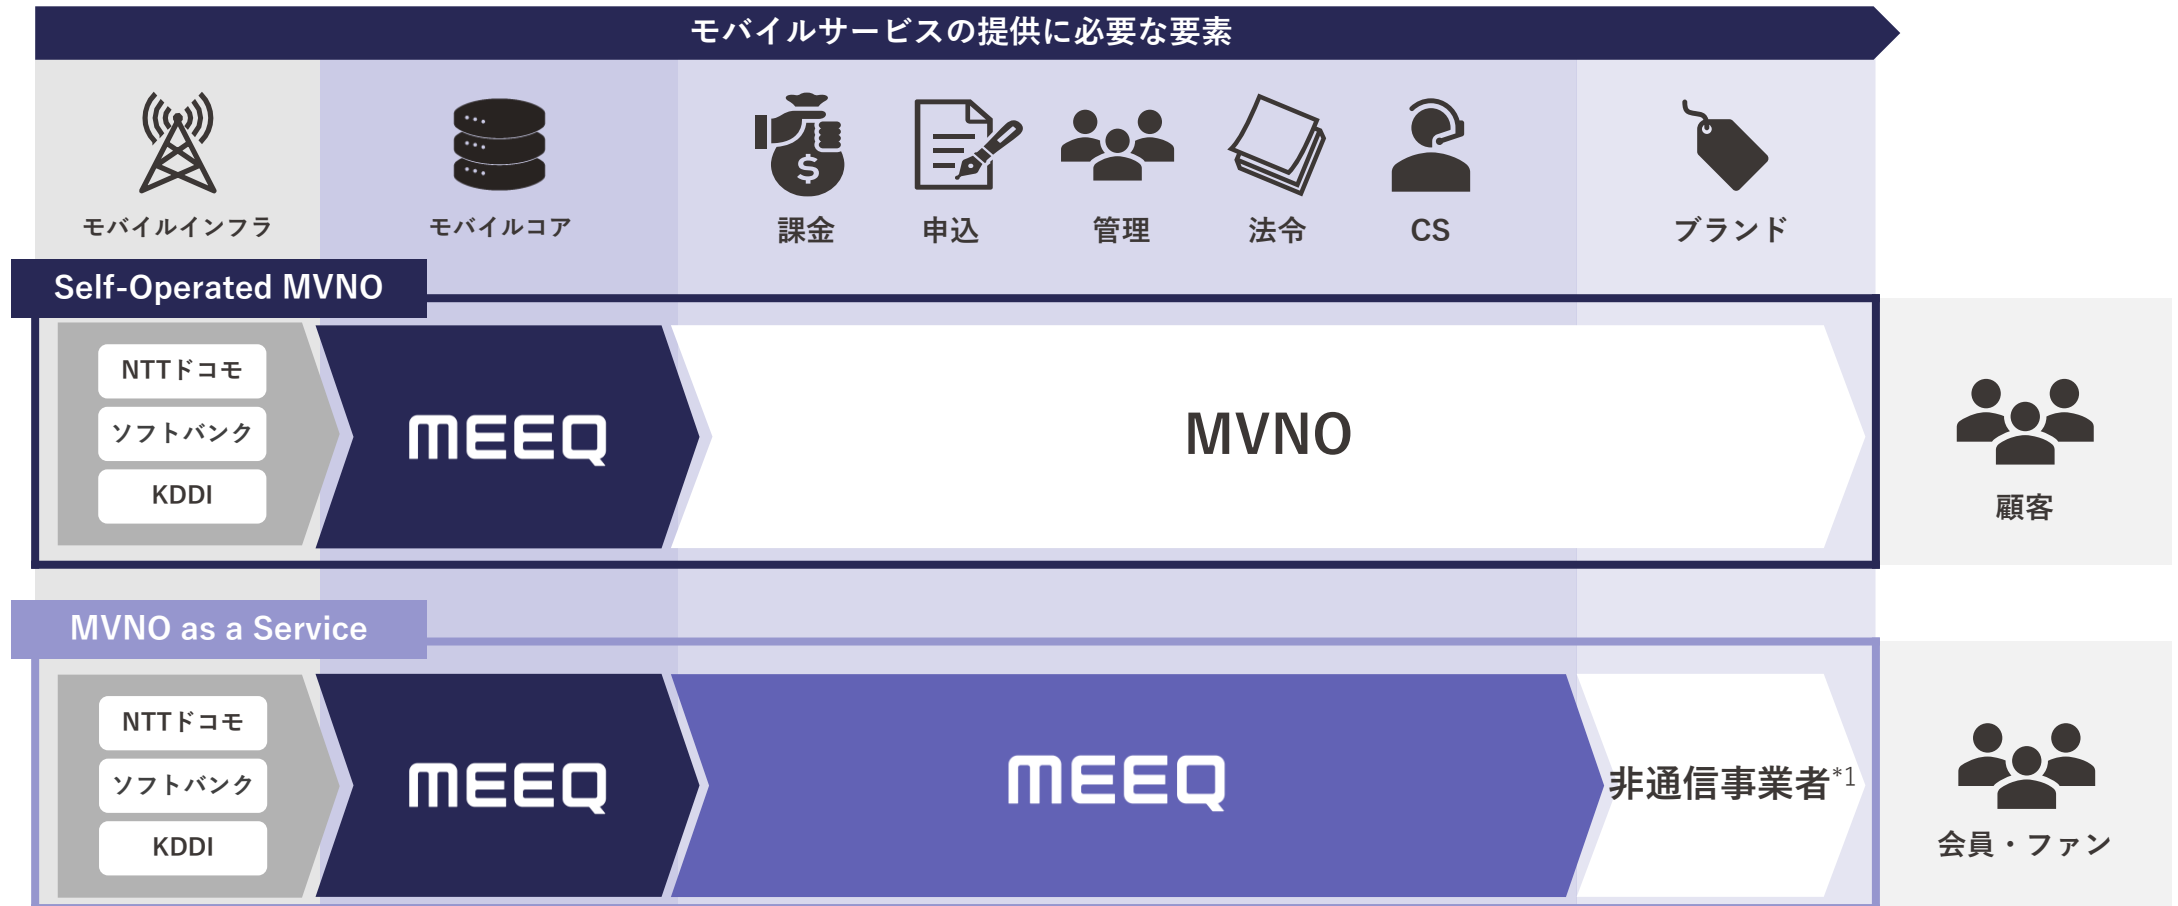 モバイルサービスの提供に必要な要素
モバイルインフラ
モバイルコア
課金
申込
管理
法令
CS
ブランド
Self-Operated MVNO
NTTドコモ
ソフトバンク
KDDI
MEEQ
MVNO
顧客
MVNO as a Service
NTTドコモ
ソフトバンク
KDDI
MEEQ
MEEQ
非通信事業者*1
会員・ファン